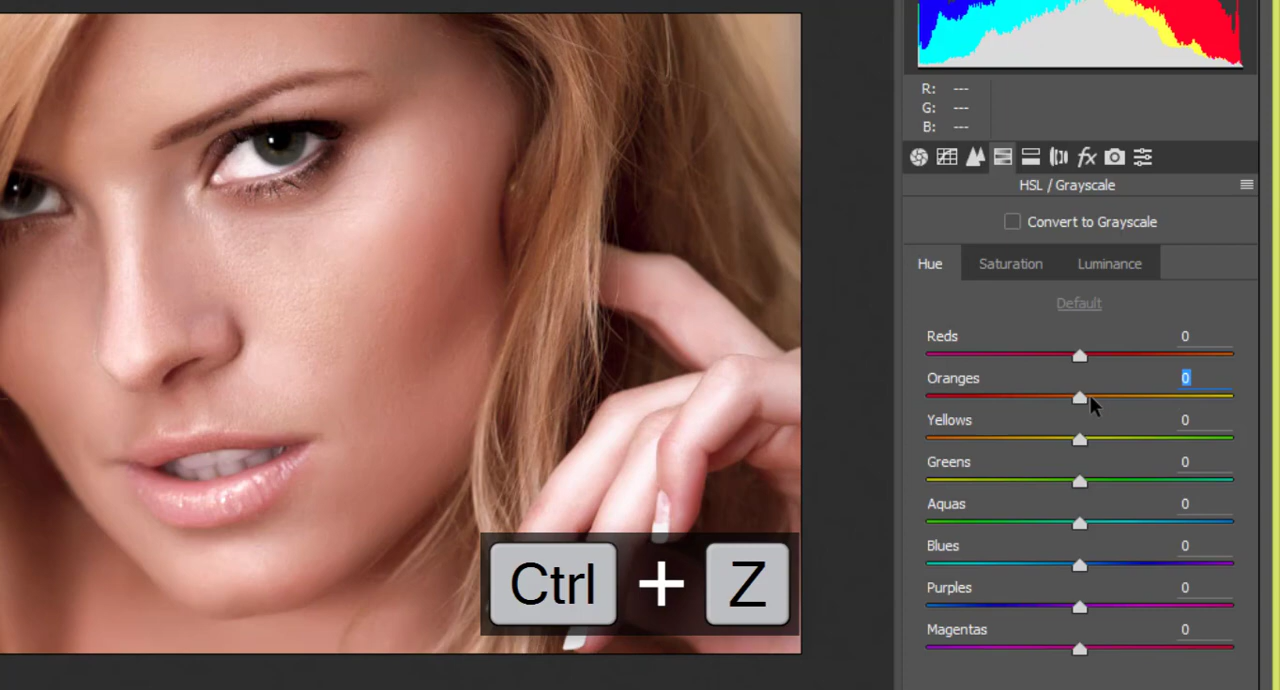 R: ---
G: ---
B: ---
fx
HSL / Grayscale
Convert to Grayscale
Hue Saturation Luminance
Default
Reds 0
Oranges 0
Yellows 0
Greens 0
Aquas 0
Blues 0
Purples 0
Magentas 0
Ctrl + Z